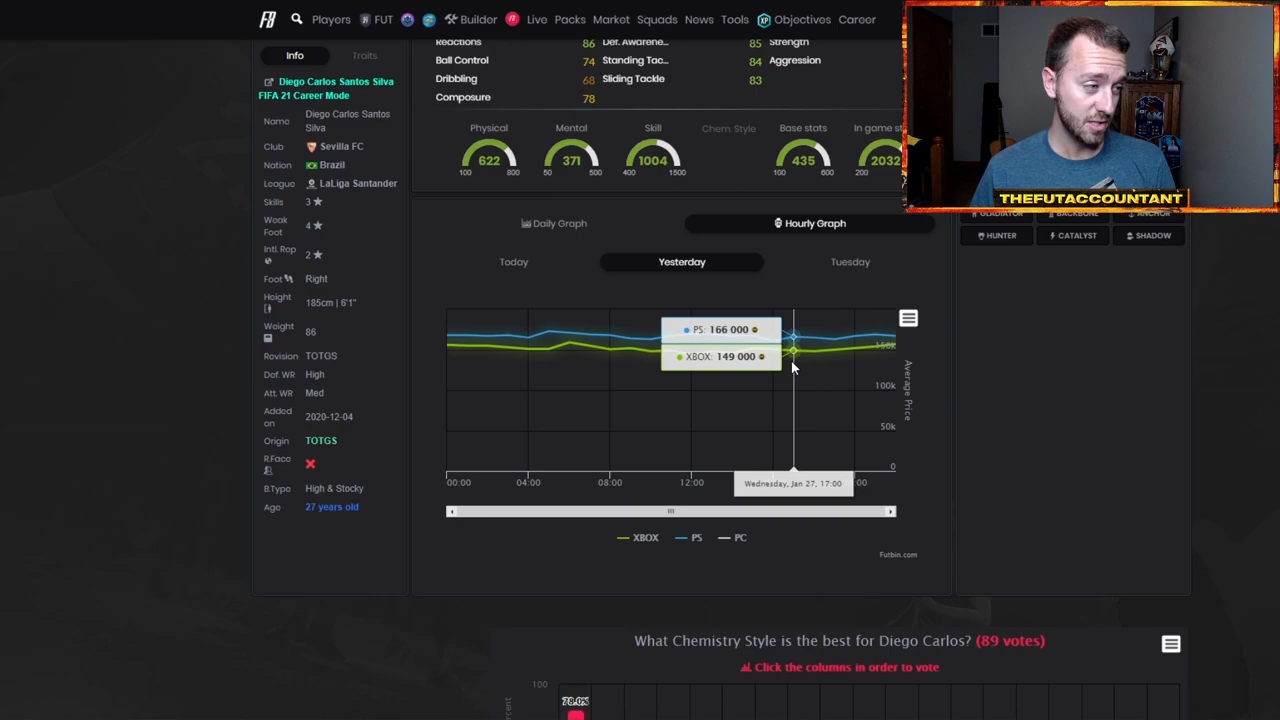 Players FUT Builder Live Packs Market Squads News Tools XP Objectives Career
Info Traits
Diego Carlos Santos Silva
FIFA 21 Career Mode
Name Diego Carlos Santos Silva
Club Sevilla FC
Nation Brazil
League LaLiga Santander
Skills 3
Weak Foot 4
Intl. Rep 2
Foot Right
Height 185cm | 6'1"
Weight 86
Revision TOTGS
Def. WR High
Att. WR Med
Added on 2020-12-04
Origin TOTGS
R.Face
B.Type High & Stocky
Age 27 years old
Reactions 86 Def. Awarene... 85 Strength
Ball Control 74 Standing Tac... 84 Aggression
Dribbling 68 Sliding Tackle 83
Composure 78
Physical Mental Skill Chem. Style Base stats In game st
622 371 1004 435 2032
100 800 50 500 400 1500 100 600 200
THEFUTACCOUNTANT
GLADIATOR BACKBONE ANCHOR
HUNTER CATALYST SHADOW
Daily Graph Hourly Graph
Today Yesterday Tuesday
PS: 166 000
XBOX: 149 000
150k
100k
50k
0
Average Price
00:00 04:00 08:00 12:00 :00
Wednesday, Jan 27, 17:00
XBOX PS PC
Futbin.com
What Chemistry Style is the best for Diego Carlos? (89 votes)
Click the columns in order to vote
100
78.0%